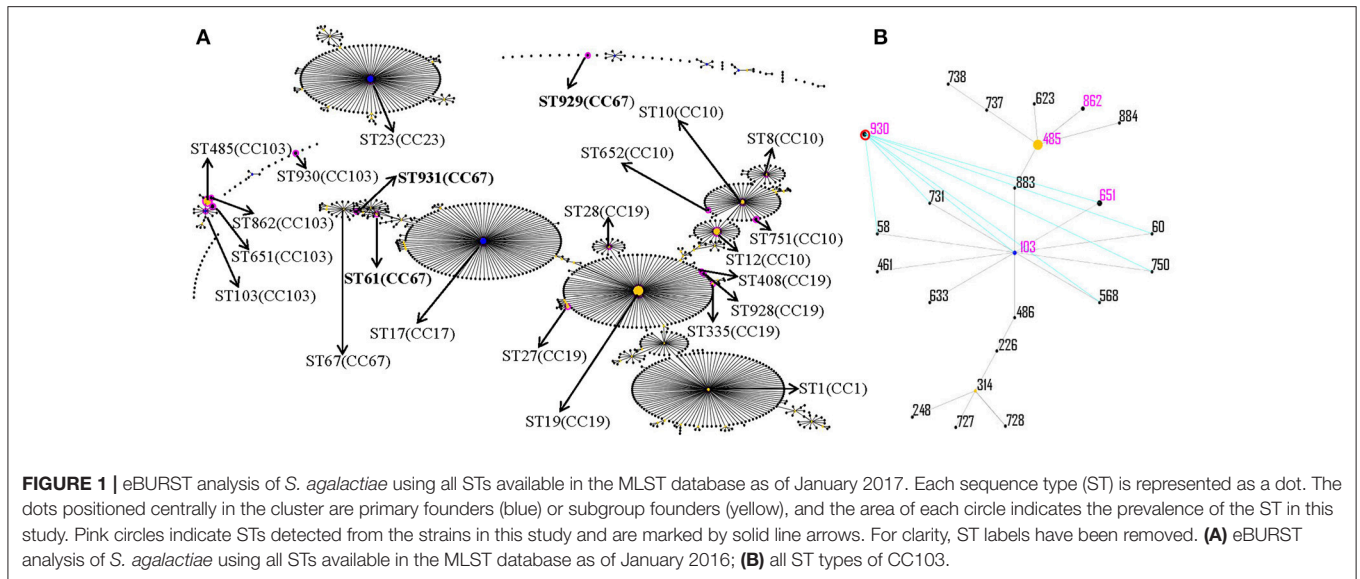 A
B
ST23(CC23)
ST929(CC67)
ST10(CC10)
ST8(CC10)
ST652(CC10)
ST485(CC103)
ST930(CC103)
ST931(CC67)
ST862(CC103)
ST651(CC103)
ST103(CC103)
ST61(CC67)
ST28(CC19)
ST751(CC10)
ST12(CC10)
ST408(CC19)
ST928(CC19)
ST335(CC19)
ST17(CC17)
ST67(CC67)
ST27(CC19)
ST19(CC19)
ST1(CC1)
738
737
623
862
884
930
485
883
731
651
58
60
103
461
750
633
568
486
226
314
248
727
728
FIGURE 1 | eBURST analysis of S. agalactiae using all STs available in the MLST database as of January 2017. Each sequence type (ST) is represented as a dot. The
dots positioned centrally in the cluster are primary founders (blue) or subgroup founders (yellow), and the area of each circle indicates the prevalence of the ST in this
study. Pink circles indicate STs detected from the strains in this study and are marked by solid line arrows. For clarity, ST labels have been removed. (A) eBURST
analysis of S. agalactiae using all STs available in the MLST database as of January 2016; (B) all ST types of CC103.